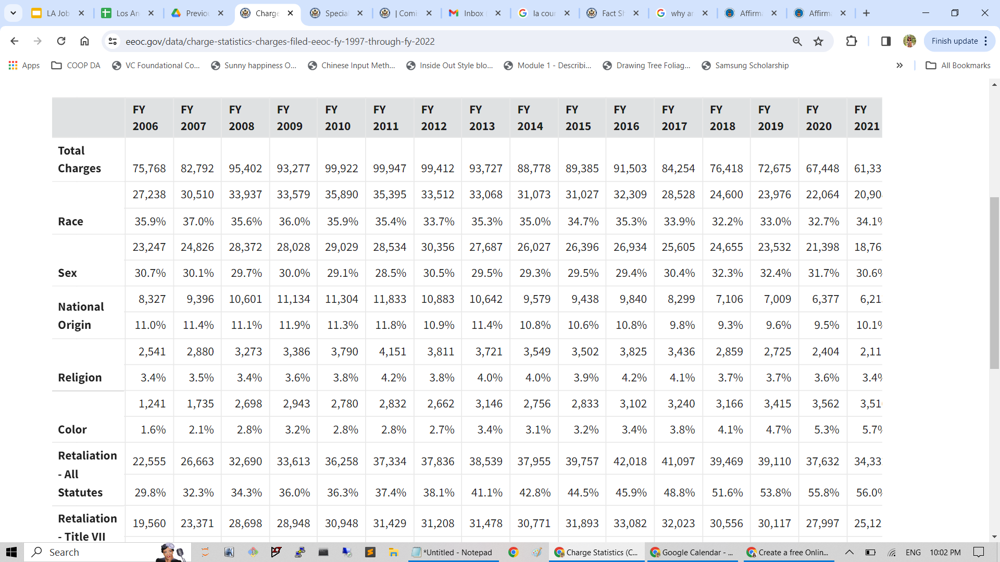 LA Job
Los An
Previo
Charge
Special
| Comi
Inbox
la cour
Fact Sh
why ar
Affirma
Affirma
eeoc.gov/data/charge-statistics-charges-filed-eeoc-fy-1997-through-fy-2022
Finish update
Apps
COOP DA
VC Foundational Co...
Sunny happiness O...
Chinese Input Meth...
Inside Out Style blo...
Module 1 - Describi...
Drawing Tree Foliag...
Samsung Scholarship
All Bookmarks
FY 2006 FY 2007 FY 2008 FY 2009 FY 2010 FY 2011 FY 2012 FY 2013 FY 2014 FY 2015 FY 2016 FY 2017 FY 2018 FY 2019 FY 2020 FY 2021
Total Charges 75,768 82,792 95,402 93,277 99,922 99,947 99,412 93,727 88,778 89,385 91,503 84,254 76,418 72,675 67,448 61,33
27,238 30,510 33,937 33,579 35,890 35,395 33,512 33,068 31,073 31,027 32,309 28,528 24,600 23,976 22,064 20,90
Race 35.9% 37.0% 35.6% 36.0% 35.9% 35.4% 33.7% 35.3% 35.0% 34.7% 35.3% 33.9% 32.2% 33.0% 32.7% 34.1%
23,247 24,826 28,372 28,028 29,029 28,534 30,356 27,687 26,027 26,396 26,934 25,605 24,655 23,532 21,398 18,76
Sex 30.7% 30.1% 29.7% 30.0% 29.1% 28.5% 30.5% 29.5% 29.3% 29.5% 29.4% 30.4% 32.3% 32.4% 31.7% 30.6%
8,327 9,396 10,601 11,134 11,304 11,833 10,883 10,642 9,579 9,438 9,840 8,299 7,106 7,009 6,377 6,21
National Origin 11.0% 11.4% 11.1% 11.9% 11.3% 11.8% 10.9% 11.4% 10.8% 10.6% 10.8% 9.8% 9.3% 9.6% 9.5% 10.1%
2,541 2,880 3,273 3,386 3,790 4,151 3,811 3,721 3,549 3,502 3,825 3,436 2,859 2,725 2,404 2,11
Religion 3.4% 3.5% 3.4% 3.6% 3.8% 4.2% 3.8% 4.0% 4.0% 3.9% 4.2% 4.1% 3.7% 3.7% 3.6% 3.4%
1,241 1,735 2,698 2,943 2,780 2,832 2,662 3,146 2,756 2,833 3,102 3,240 3,166 3,415 3,562 3,51
Color 1.6% 2.1% 2.8% 3.2% 2.8% 2.8% 2.7% 3.4% 3.1% 3.2% 3.4% 3.8% 4.1% 4.7% 5.3% 5.7%
Retaliation - All Statutes 22,555 26,663 32,690 33,613 36,258 37,334 37,836 38,539 37,955 39,757 42,018 41,097 39,469 39,110 37,632 34,33
29.8% 32.3% 34.3% 36.0% 36.3% 37.4% 38.1% 41.1% 42.8% 44.5% 45.9% 48.8% 51.6% 53.8% 55.8% 56.0%
Retaliation - Title VII 19,560 23,371 28,698 28,948 30,948 31,429 31,208 31,478 30,771 31,893 33,082 32,023 30,556 30,117 27,997 25,12
Search
*Untitled - Notepad
Charge Statistics (C...
Google Calendar - ...
Create a free Onlin...
ENG
10:02 PM